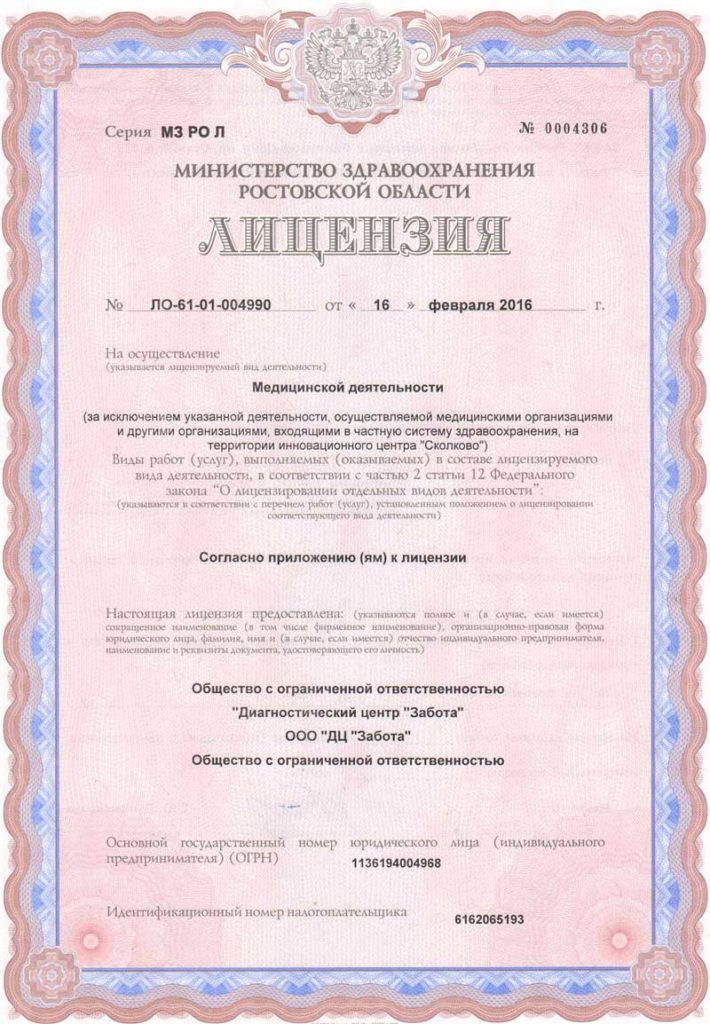 Серия МЗ РО Л № 0004306
МИНИСТЕРСТВО ЗДРАВООХРАНЕНИЯ
РОСТОВСКОЙ ОБЛАСТИ
ЛИЦЕНЗИЯ
№ ЛО-61-01-004990 от « 16 » февраля 2016 г.
На осуществление
(указывается лицензируемый вид деятельности)
Медицинской деятельности
(за исключением указанной деятельности, осуществляемой медицинскими организациями
и другими организациями, входящими в частную систему здравоохранения, на
территории инновационного центра "Сколково")
Виды работ (услуг), выполняемых (оказываемых) в составе лицензируемого
вида деятельности, в соответствии с частью 2 статьи 12 Федерального
закона “О лицензировании отдельных видов деятельности”:
(указываются в соответствии с перечнем работ (услуг), установленным положением о лицензировании
соответствующего вида деятельности)
Согласно приложению (ям) к лицензии
Настоящая лицензия предоставлена: (указываются полное и (в случае, если имеется)
сокращенное наименование (в том числе фирменное наименование), организационно-правовая форма
юридического лица, фамилия, имя и (в случае, если имеется) отчество индивидуального предпринимателя,
наименование и реквизиты документа, удостоверяющего его личность)
Общество с ограниченной ответственностью
"Диагностический центр "Забота"
ООО "ДЦ "Забота"
Общество с ограниченной ответственностью
Основной государственный номер юридического лица (индивидуального
предпринимателя) (ОГРН) 1136194004968
Идентификационный номер налогоплательщика 6162065193